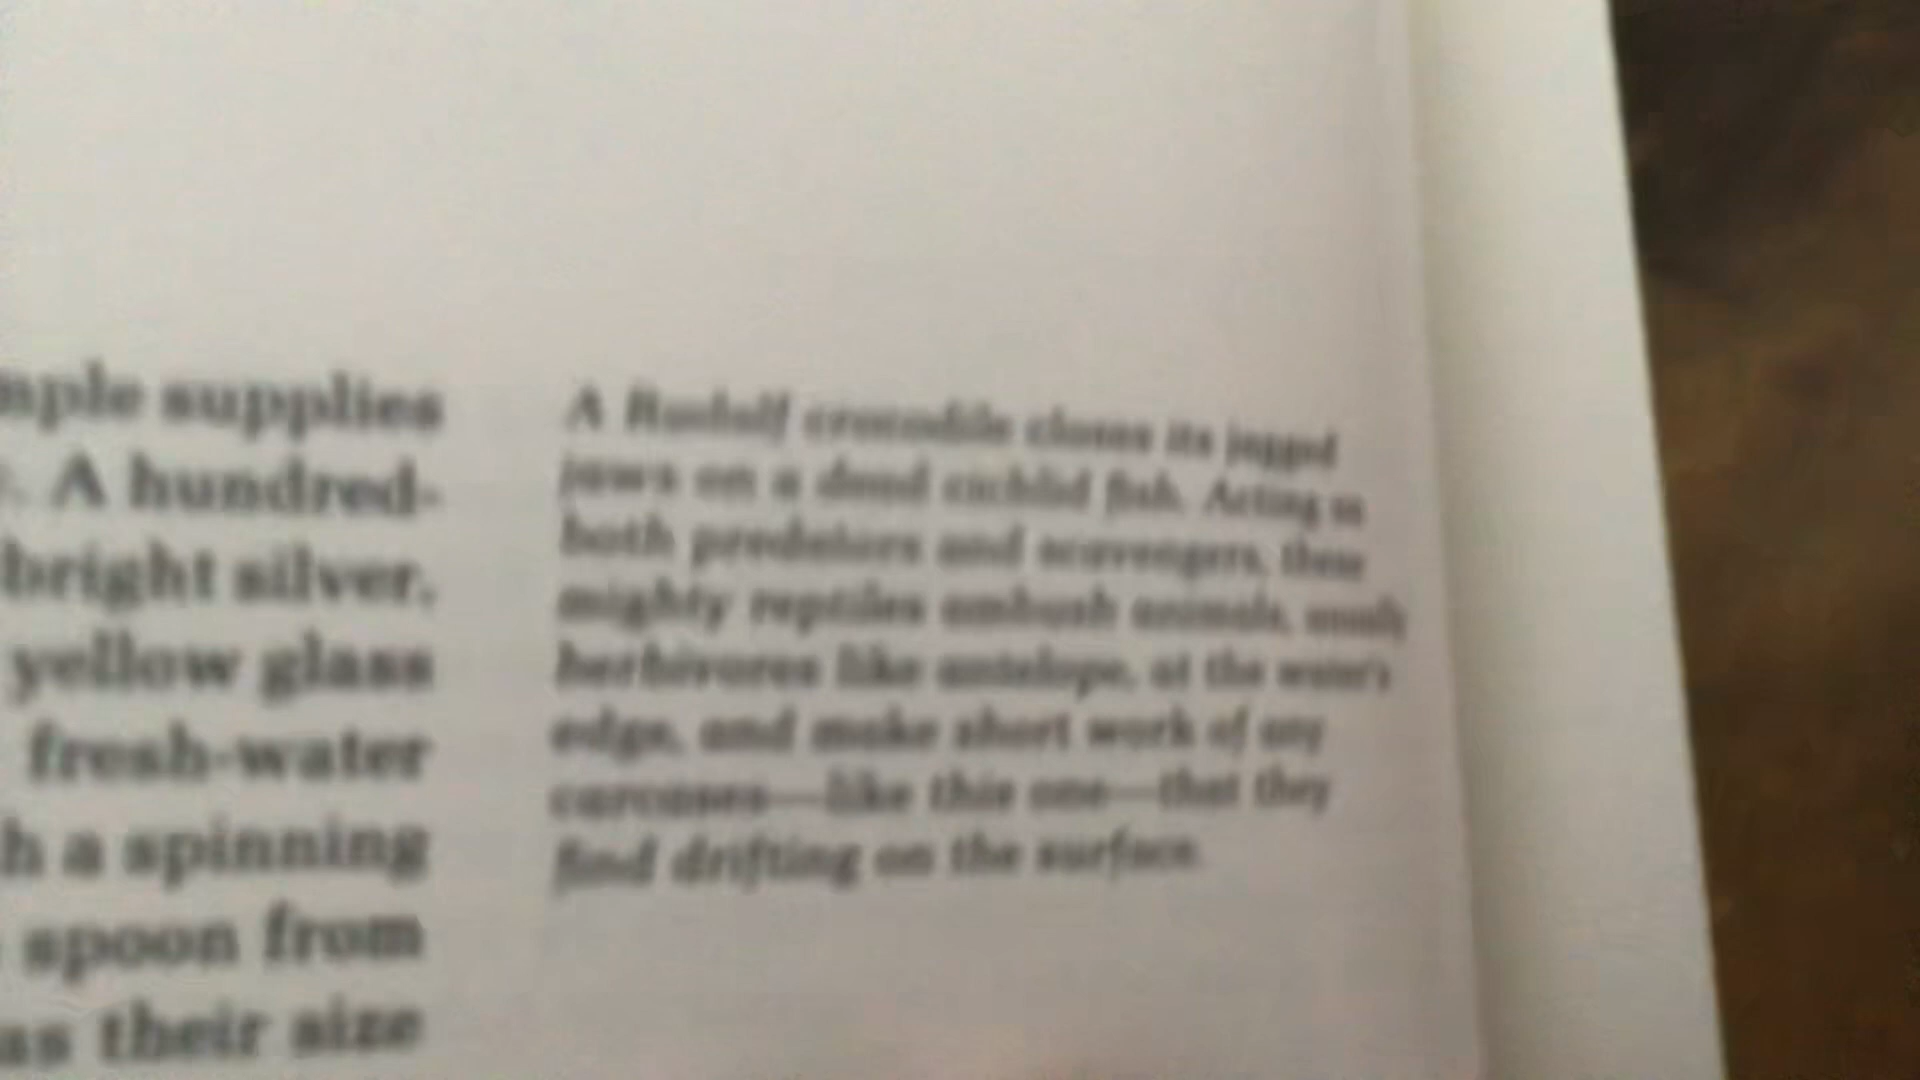 mple supplies
. A hundred-
bright silver.
yellow glass
fresh-water
h a spinning
spoon from
as their size
A Rudolf crocodile closes its jagged
jaws on a dead cichlid fish. Acting as
both predators and scavengers, these
mighty reptiles ambush animals, usually
herbivores like antelope, at the water's
edge, and make short work of any
carcases—like this one—that they
find drifting on the surface.